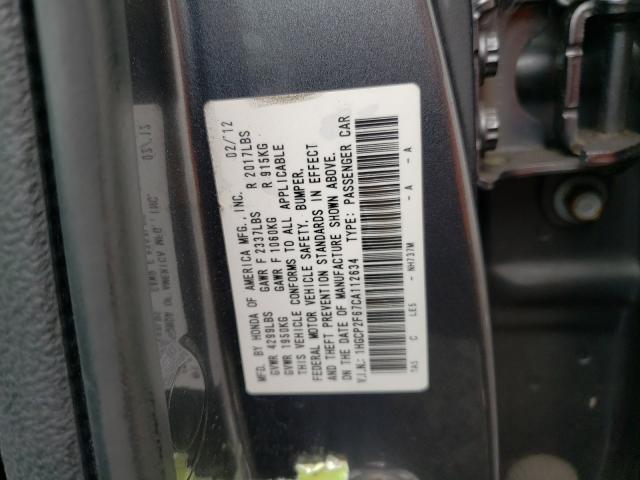 MFD. BY HONDA OF AMERICA MFG., INC. 02/12
GVWR 4299LBS GAWR F 2337LBS R 2017LBS
GVWR 1950KG GAWR F 1060KG R 915KG
THIS VEHICLE CONFORMS TO ALL APPLICABLE
FEDERAL MOTOR VEHICLE SAFETY, BUMPER,
AND THEFT PREVENTION STANDARDS IN EFFECT
ON THE DATE OF MANUFACTURE SHOWN ABOVE.
V.I.N.: 1HGCP2F67CA112634 TYPE: PASSENGER CAR
TA5 C LE5 - NH737M - A - A